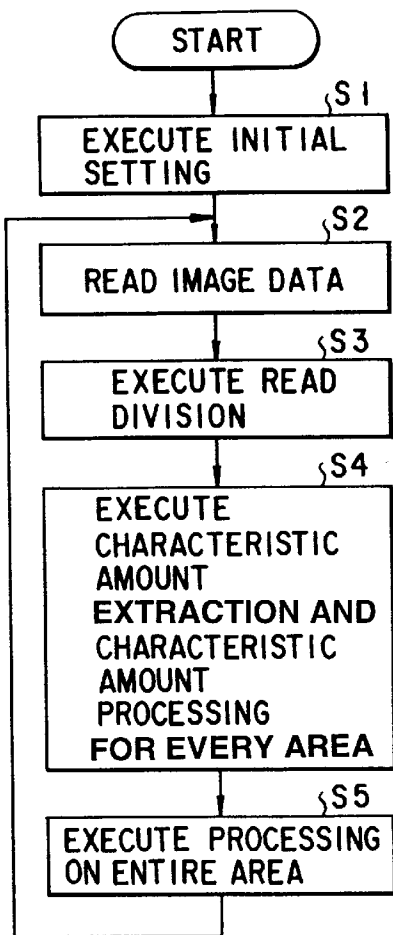 START
S1
EXECUTE INITIAL
SETTING
S2
READ IMAGE DATA
S3
EXECUTE READ
DIVISION
S4
EXECUTE
CHARACTERISTIC
AMOUNT
EXTRACTION AND
CHARACTERISTIC
AMOUNT
PROCESSING
FOR EVERY AREA
S5
EXECUTE PROCESSING
ON ENTIRE AREA